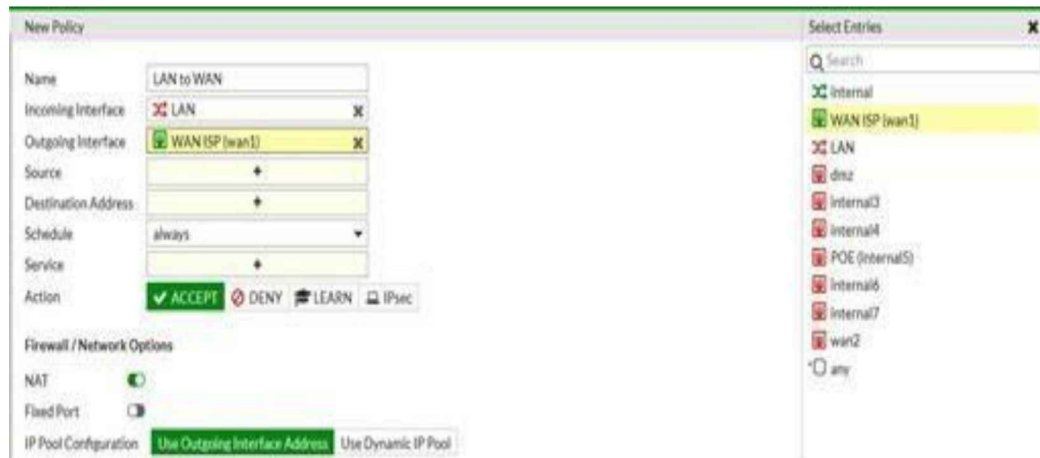 New Policy
Select Entries
Search
Name
LAN to WAN
Incoming Interface
LAN
Outgoing Interface
WAN ISP (wan1)
Source
Destination Address
Schedule
always
Service
Action
ACCEPT
DENY
LEARN
IPsec
Firewall / Network Options
NAT
Fixed Port
IP Pool Configuration
Use Outgoing Interface Address
Use Dynamic IP Pool
internal
WAN ISP (wan1)
LAN
dmz
internal3
internal4
POE (internal5)
internal6
internal7
wan2
any